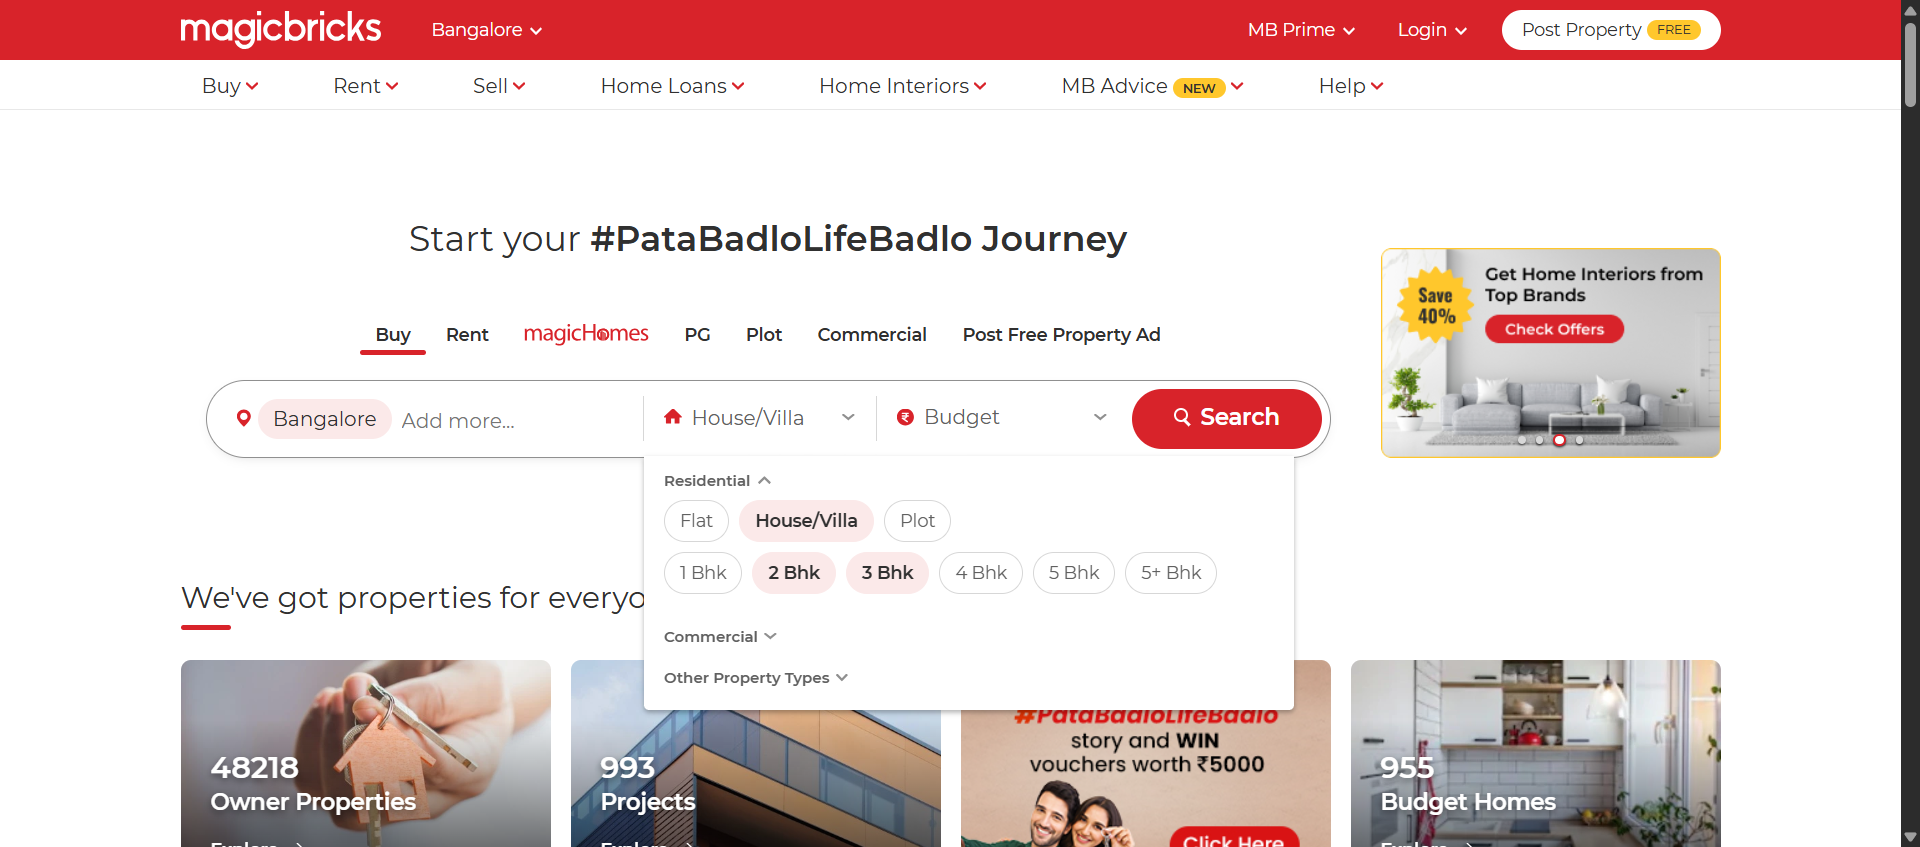 magicbricks
Bangalore
MB Prime
Login
Post Property FREE
Buy
Rent
Sell
Home Loans
Home Interiors
MB Advice NEW
Help
Start your #PataBadloLifeBadlo Journey
Save 40%
Get Home Interiors from
Top Brands
Check Offers
Buy
Rent
magicHomes
PG
Plot
Commercial
Post Free Property Ad
Bangalore
Add more...
House/Villa
Budget
Search
Residential
Flat
House/Villa
Plot
1 Bhk
2 Bhk
3 Bhk
4 Bhk
5 Bhk
5+ Bhk
Commercial
Other Property Types
We've got properties for everyo
48218
Owner Properties
Explore
993
Projects
Explore
#PataBadloLifeBadlo
story and WIN
vouchers worth ₹5000
Click Here
955
Budget Homes
Explore